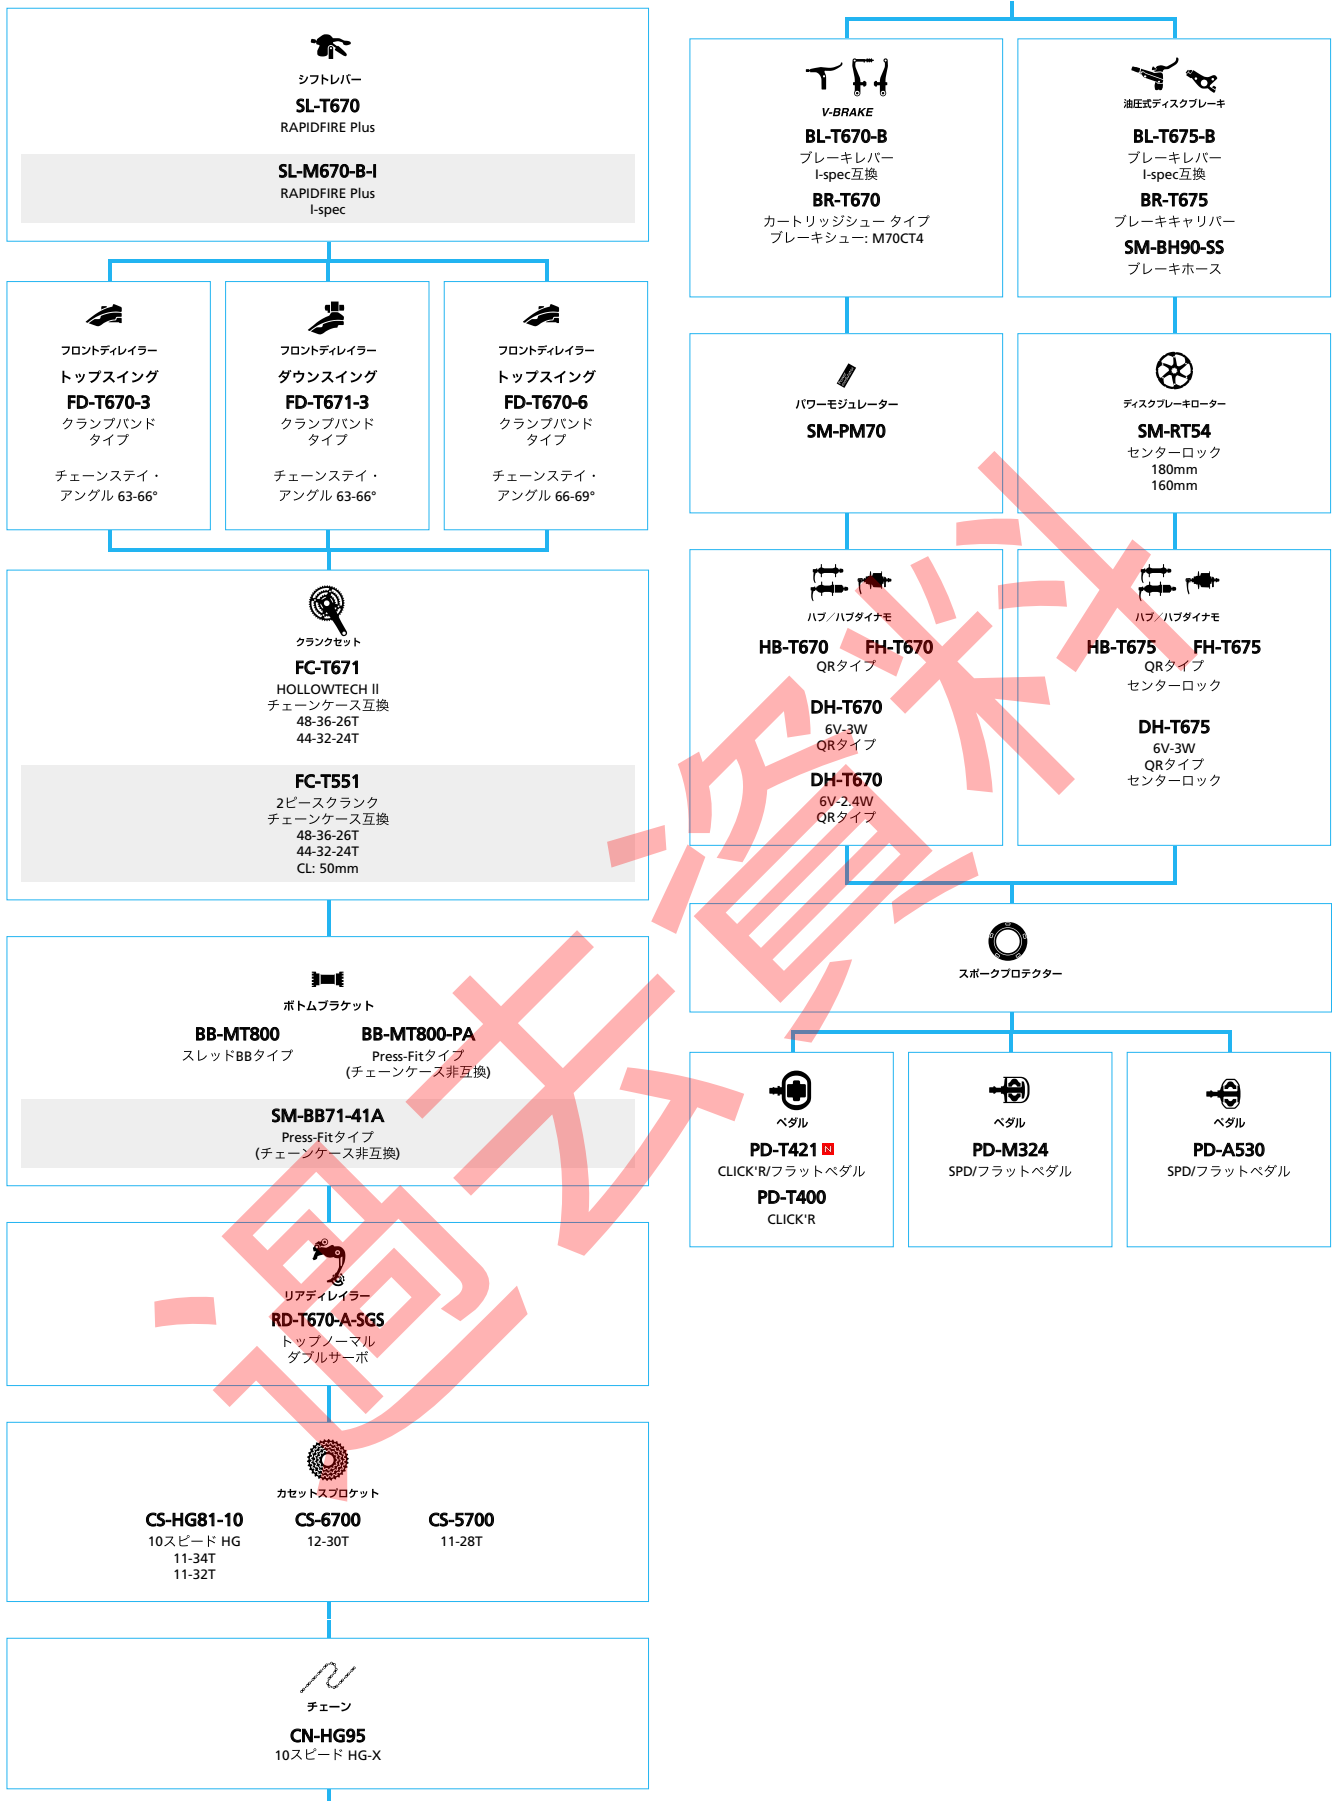 シフトレバー
SL-T670
RAPIDFIRE Plus
SL-M670-B-I
RAPIDFIRE Plus
I-spec
フロントディレイラー
トップスイング
FD-T670-3
クランプバンド
タイプ
チェーンステイ・
アングル 63-66°
フロントディレイラー
ダウンスイング
FD-T671-3
クランプバンド
タイプ
チェーンステイ・
アングル 63-66°
フロントディレイラー
トップスイング
FD-T670-6
クランプバンド
タイプ
チェーンステイ・
アングル 66-69°
クランクセット
FC-T671
HOLLOWTECH II
チェーンケース互換
48-36-26T
44-32-24T
FC-T551
2ピースクランク
チェーンケース互換
48-36-26T
44-32-24T
CL: 50mm
ボトムブラケット
BB-MT800
スレッドBBタイプ
BB-MT800-PA
Press-Fitタイプ
(チェーンケース非互換)
SM-BB71-41A
Press-Fitタイプ
(チェーンケース非互換)
リアディレイラー
RD-T670-A-SGS
トップノーマル
ダブルサーボ
カセットスプロケット
CS-HG81-10
10スピード HG
11-34T
11-32T
CS-6700
12-30T
CS-5700
11-28T
チェーン
CN-HG95
10スピード HG-X
V-BRAKE
BL-T670-B
ブレーキレバー
I-spec互換
BR-T670
カートリッジシュー タイプ
ブレーキシュー: M70CT4
油圧式ディスクブレーキ
BL-T675-B
ブレーキレバー
I-spec互換
BR-T675
ブレーキキャリパー
SM-BH90-SS
ブレーキホース
パワーモジュレーター
SM-PM70
ディスクブレーキローター
SM-RT54
センターロック
180mm
160mm
ハブ／ハブダイナモ
HB-T670 FH-T670
QRタイプ
DH-T670
6V-3W
QRタイプ
DH-T670
6V-2.4W
QRタイプ
ハブ／ハブダイナモ
HB-T675 FH-T675
QRタイプ
センターロック
DH-T675
6V-3W
QRタイプ
センターロック
スポークプロテクター
ペダル
PD-T421 N
CLICK'R/フラットペダル
PD-T400
CLICK'R
ペダル
PD-M324
SPD/フラットペダル
ペダル
PD-A530
SPD/フラットペダル
過去資料